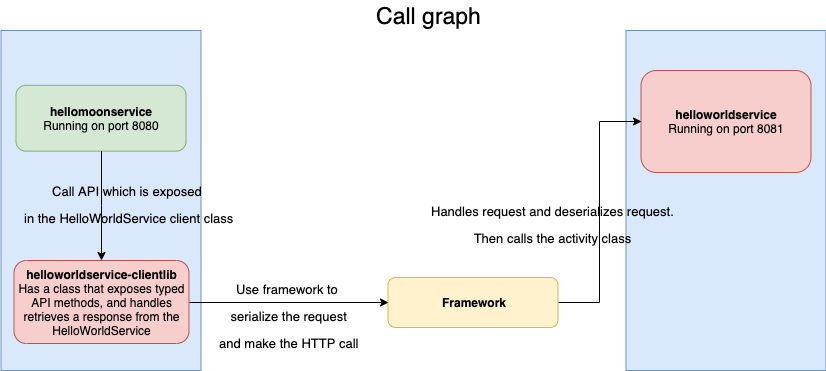 Call graph
hellomoonservice
Running on port 8080
Call API which is exposed
in the HelloWorldService client class
helloworldservice-clientlib
Has a class that exposes typed
API methods, and handles
retrieves a response from the
HelloWorldService
Use framework to
serialize the request
and make the HTTP call
Framework
Handles request and deserializes request.
Then calls the activity class
helloworldservice
Running on port 8081